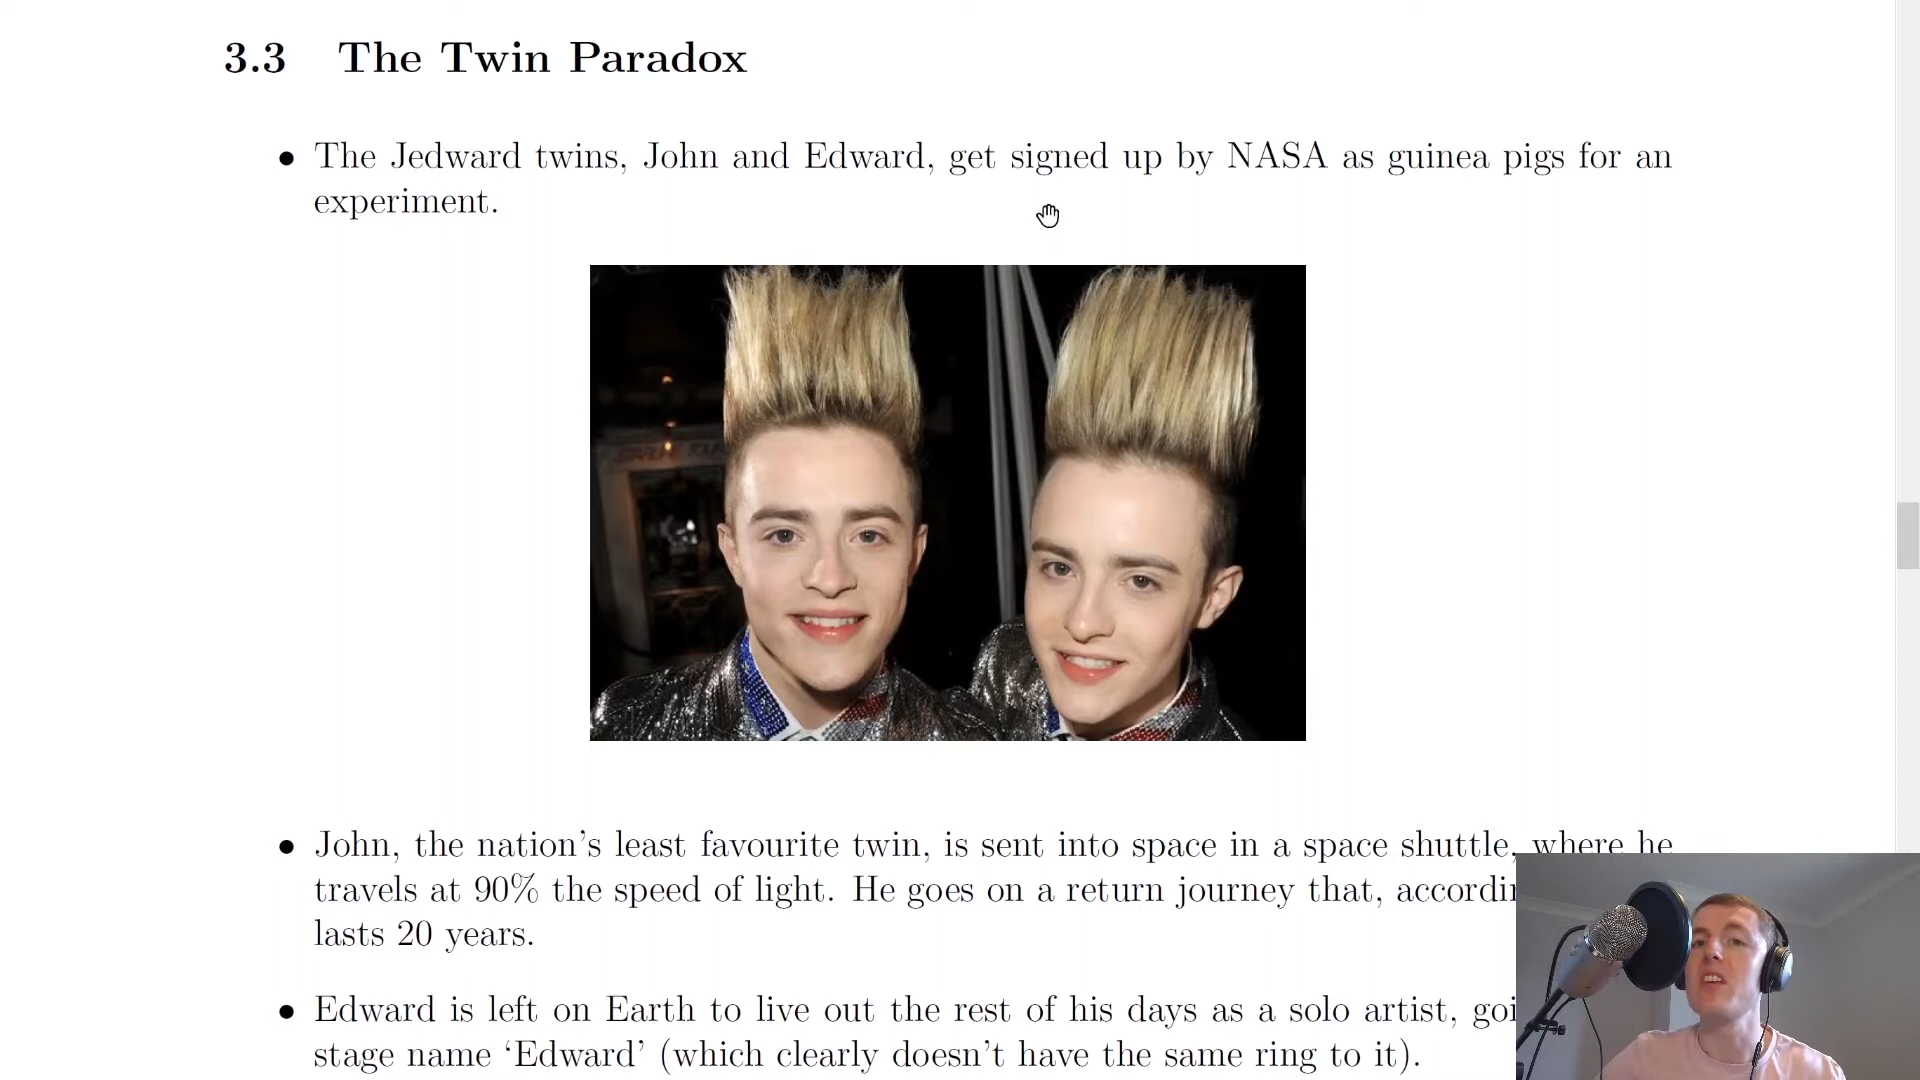 3.3 The Twin Paradox
• The Jedward twins, John and Edward, get signed up by NASA as guinea pigs for an
experiment.
• John, the nation's least favourite twin, is sent into space in a space shuttle, where he
travels at 90% the speed of light. He goes on a return journey that,
lasts 20 years.
• Edward is left on Earth to live out the rest of his days as a solo artist,
stage name ‘Edward’ (which clearly doesn't have the same ring to it).